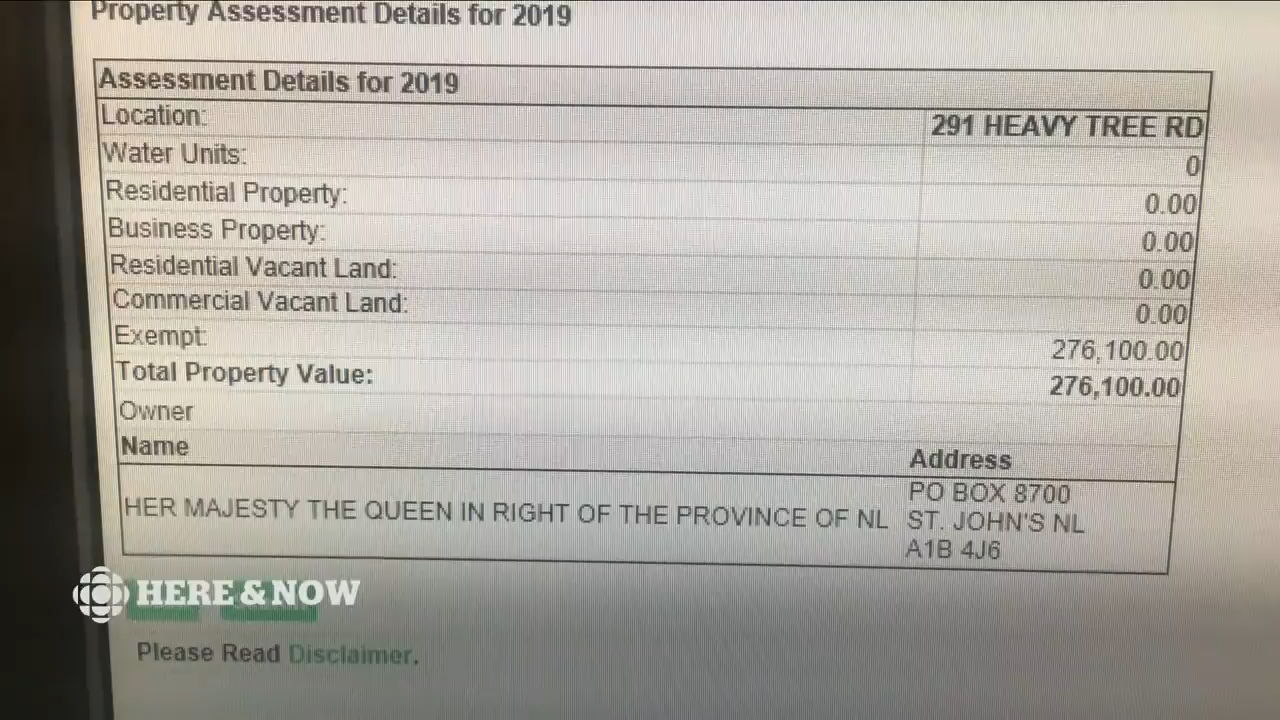 Property Assessment Details for 2019
Assessment Details for 2019
Location: 291 HEAVY TREE RD
Water Units: 0
Residential Property: 0.00
Business Property: 0.00
Residential Vacant Land: 0.00
Commercial Vacant Land: 0.00
Exempt: 276,100.00
Total Property Value: 276,100.00
Owner
Name Address
HER MAJESTY THE QUEEN IN RIGHT OF THE PROVINCE OF NL PO BOX 8700
ST. JOHN'S NL
A1B 4J6
HERE & NOW
Please Read Disclaimer.